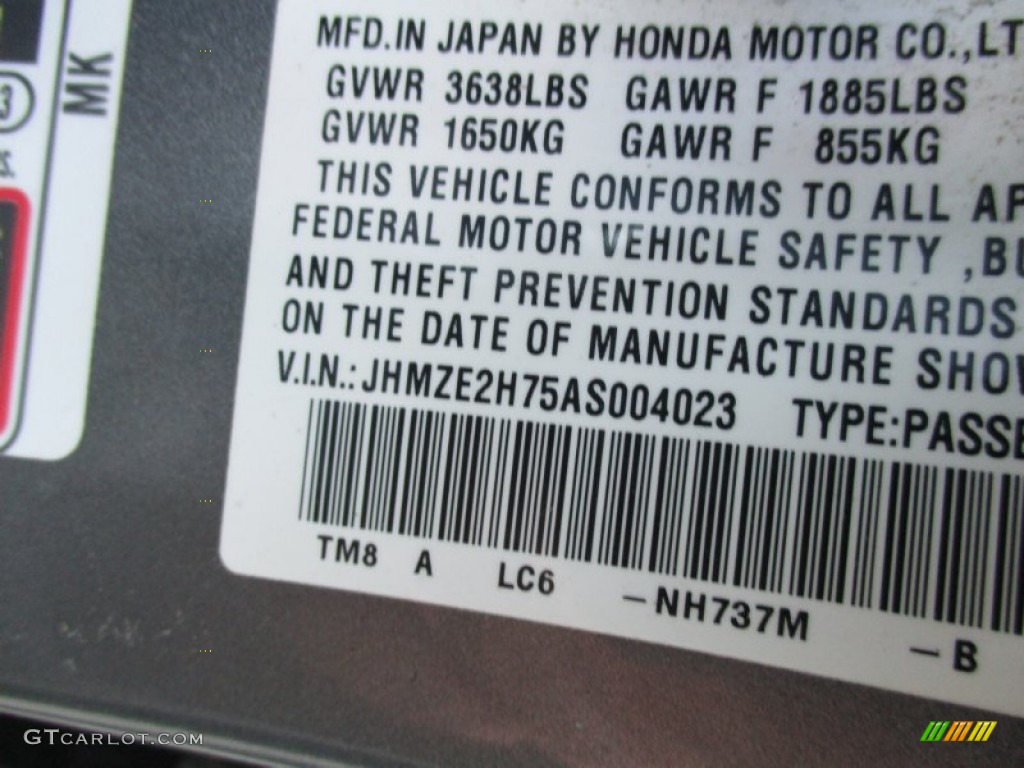 MFD.IN JAPAN BY HONDA MOTOR CO.,LT
GVWR 3638LBS GAWR F 1885LBS
GVWR 1650KG GAWR F 855KG
THIS VEHICLE CONFORMS TO ALL AP
FEDERAL MOTOR VEHICLE SAFETY ,BU
AND THEFT PREVENTION STANDARDS
ON THE DATE OF MANUFACTURE SHOW
V.I.N.:JHMZE2H75AS004023 TYPE:PASSE
TM8 A LC6 -NH737M -B
MK
3
GTCARLOT.COM